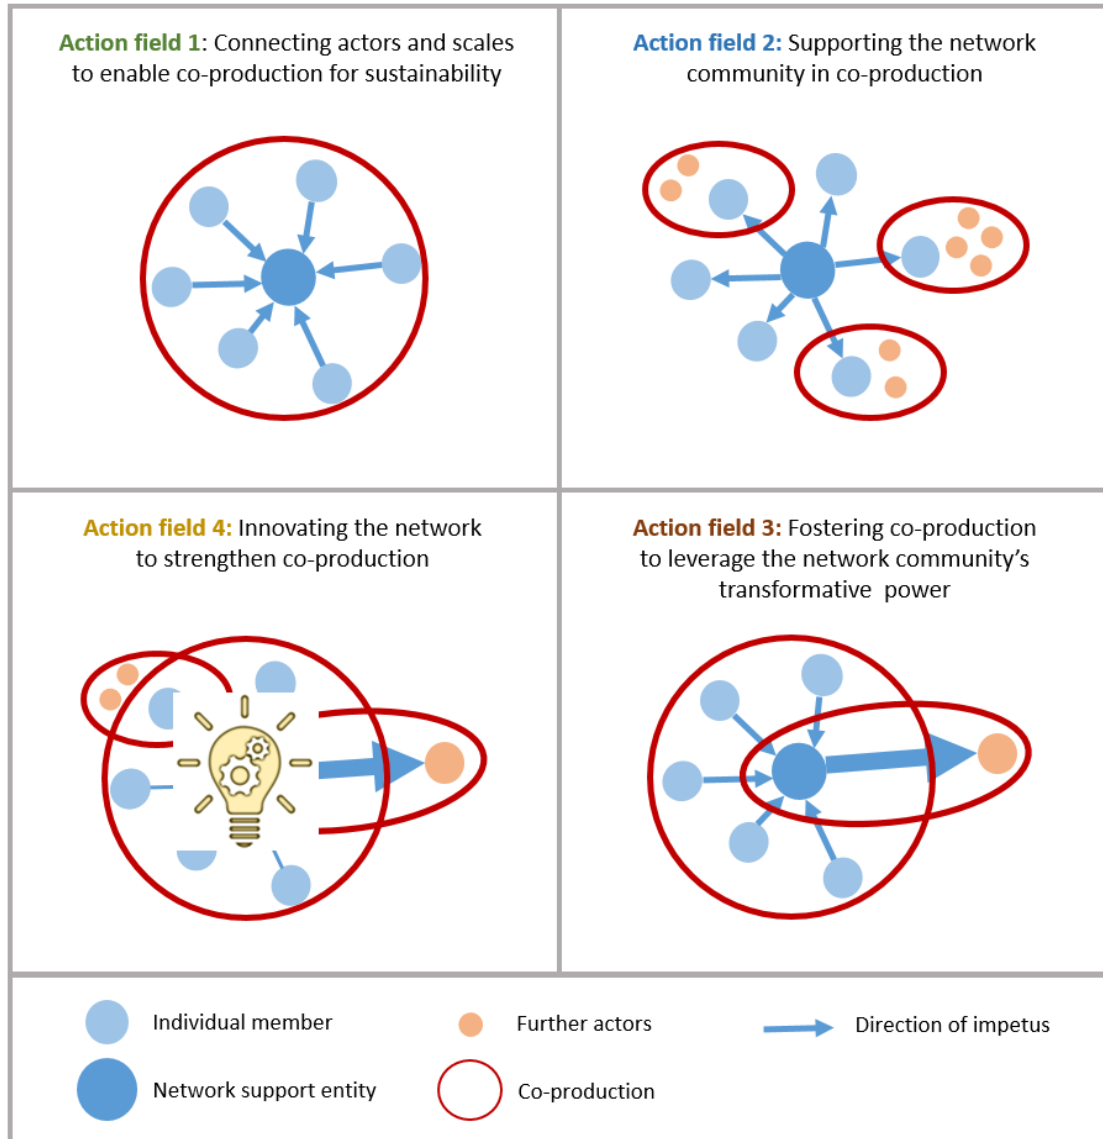 Action field 1: Connecting actors and scales
to enable co-production for sustainability
Action field 2: Supporting the network
community in co-production
Action field 4: Innovating the network
to strengthen co-production
Action field 3: Fostering co-production
to leverage the network community's
transformative power
Individual member
Further actors
Direction of impetus
Network support entity
Co-production